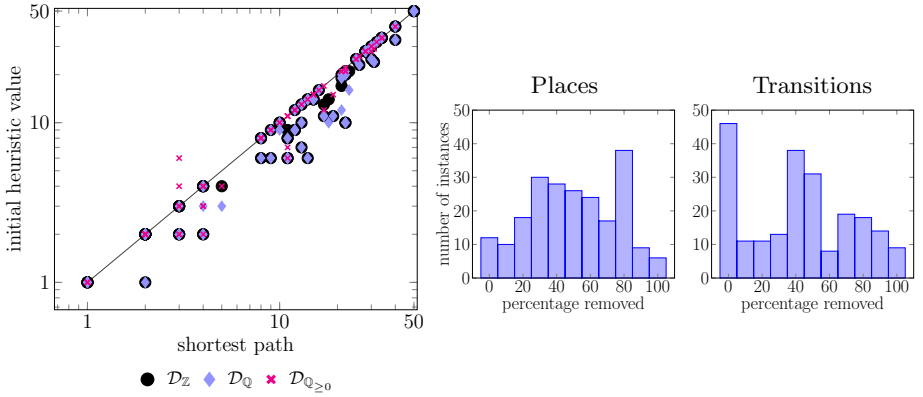 50
10
1
initial heuristic value
1
10
50
shortest path
𝒟ℤ 𝒟ℚ 𝒟ℚ≥0
Places
50
40
30
20
10
0
number of instances
0 20 40 60 80 100
percentage removed
Transitions
50
40
30
20
10
0
0 20 40 60 80 100
percentage removed